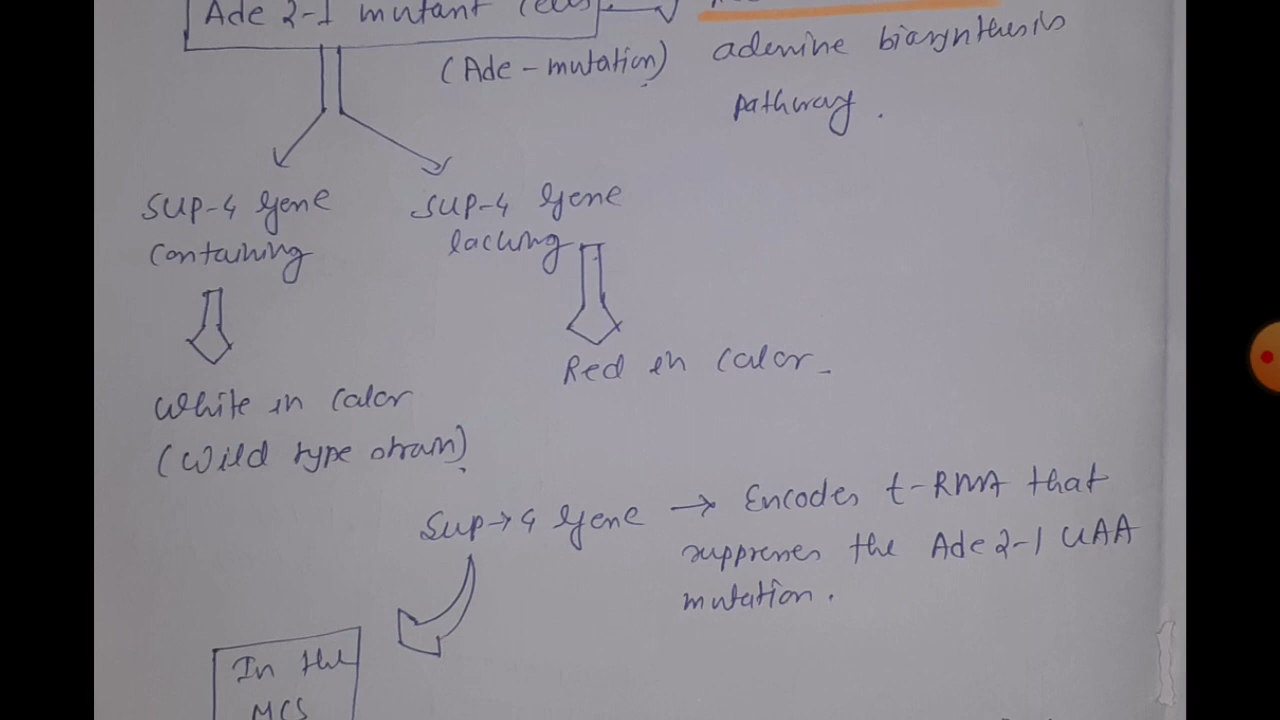 Ade 2-1 mutant Cells
(Ade - mutation)
adenine biosynthesis
pathway.
SUP-4 gene
containing
SUP-4 gene
lacking
White in Color
(Wild type strain)
Red in Color.
Sup→4 gene → Encodes t-RNA that
suppresses the Ade 2-1 UAA
mutation.
In the
MCS